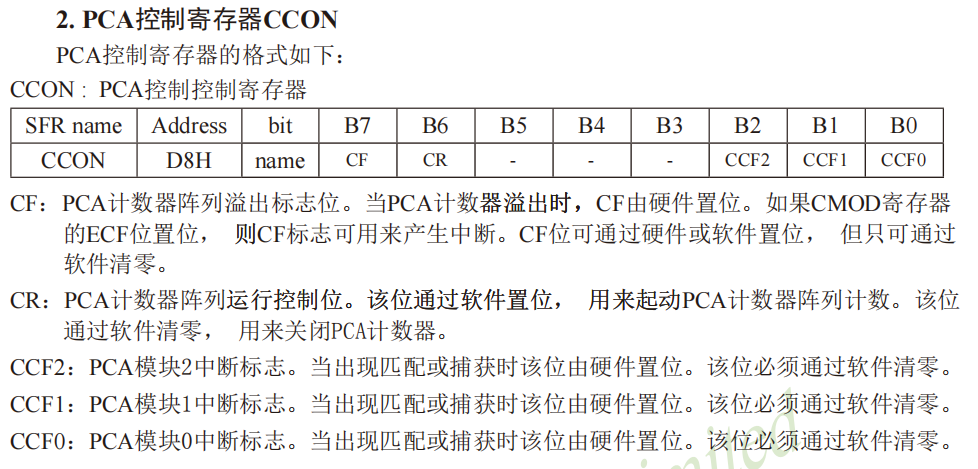 2. PCA控制寄存器CCON
PCA控制寄存器的格式如下：
CCON : PCA控制控制寄存器
SFR name Address bit B7 B6 B5 B4 B3 B2 B1 B0
CCON D8H name CF CR - - - CCF2 CCF1 CCF0
CF：PCA计数器阵列溢出标志位。当PCA计数器溢出时，CF由硬件置位。如果CMOD寄存器
的ECF位置位， 则CF标志可用来产生中断。CF位可通过硬件或软件置位， 但只可通过
软件清零。
CR：PCA计数器阵列运行控制位。该位通过软件置位， 用来起动PCA计数器阵列计数。该位
通过软件清零， 用来关闭PCA计数器。
CCF2：PCA模块2中断标志。当出现匹配或捕获时该位由硬件置位。该位必须通过软件清零。
CCF1：PCA模块1中断标志。当出现匹配或捕获时该位由硬件置位。该位必须通过软件清零。
CCF0：PCA模块0中断标志。当出现匹配或捕获时该位由硬件置位。该位必须通过软件清零。